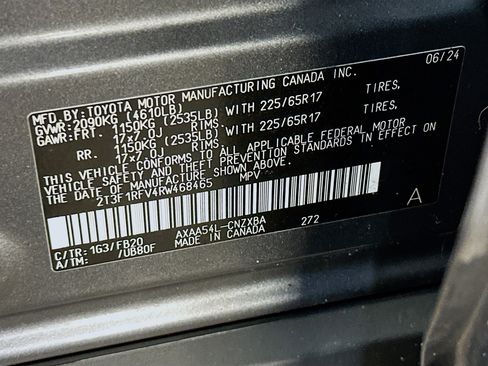 MFD.BY:TOYOTA MOTOR MANUFACTURING CANADA INC. 06/24
GVWR:2090KG (4610LB)
GAWR:FRT. 1150KG (2535LB) WITH 225/65R17 TIRES,
17x7.0J RIMS
RR. 1150KG (2535LB) WITH 225/65R17 TIRES,
17x7.0J RIMS
THIS VEHICLE CONFORMS TO ALL APPLICABLE FEDERAL MOTOR
VEHICLE SAFETY STANDARDS IN EFFECT ON
THE DATE OF MANUFACTURE SHOWN ABOVE.
2T3F1RFV4RW468465 MPV
C/TR:1G3/FB20 AXAA54L-CNZXBA 272 A
A/TM: /UB80F MADE IN CANADA